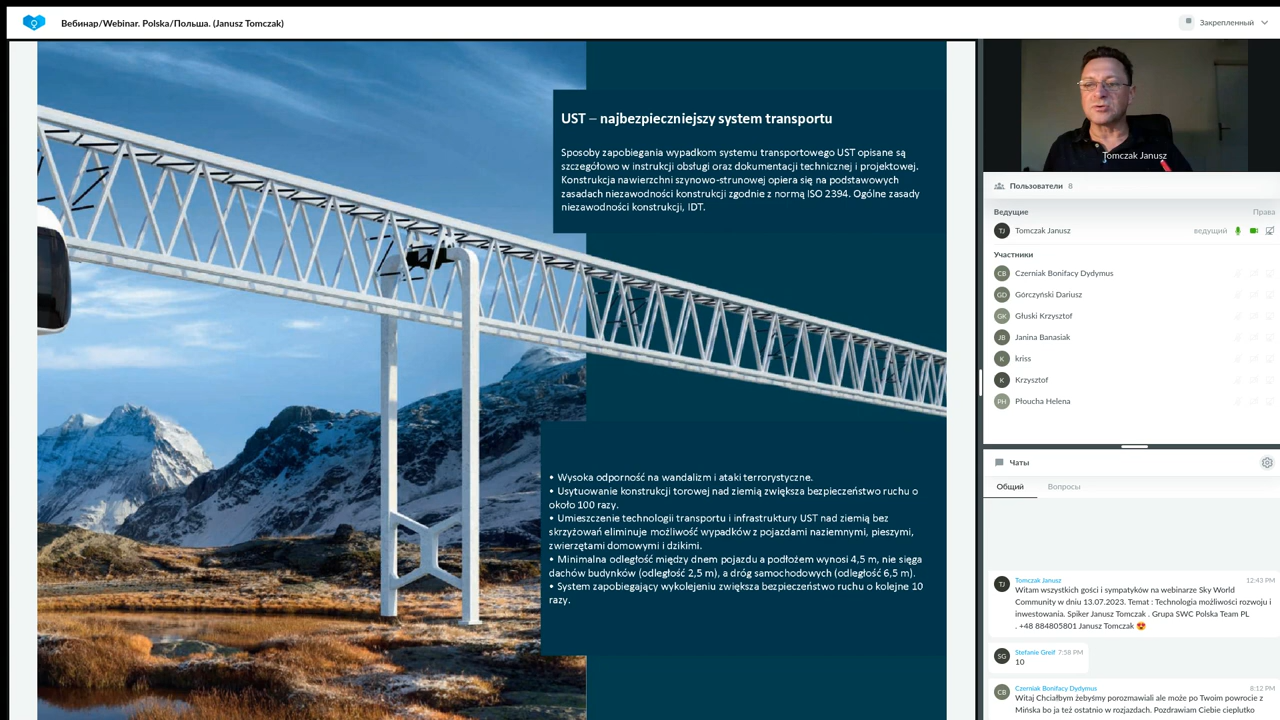 Вебинар/Webinar. Polska/Польша. (Janusz Tomczak)
Закрепленный
UST – najbezpieczniejszy system transportu
Sposoby zapobiegania wypadkom systemu transportowego UST opisane są
szczegółowo w instrukcji obsługi oraz dokumentacji technicznej i projektowej.
Konstrukcja nawierzchni szynowo-strunowej opiera się na podstawowych
zasadach niezawodności konstrukcji zgodnie z normą ISO 2394. Ogólne zasady
niezawodności konstrukcji, IDT.
• Wysoka odporność na wandalizm i ataki terrorystyczne.
• Usytuowanie konstrukcji torowej nad ziemią zwiększa bezpieczeństwo ruchu o
około 100 razy.
• Umieszczenie technologii transportu i infrastruktury UST nad ziemią bez
skrzyżowań eliminuje możliwość wypadków z pojazdami naziemnymi, pieszymi,
zwierzętami domowymi i dzikimi.
• Minimalna odległość między dnem pojazdu a podłożem wynosi 4,5 m, nie sięga
dachów budynków (odległość 2,5 m), a dróg samochodowych (odległość 6,5 m).
• System zapobiegający wykolejeniu zwiększa bezpieczeństwo ruchu o kolejne 10
razy.
Tomczak Janusz
Пользователи 8
Ведущие Права
TJ Tomczak Janusz ведущий
Участники
CB Czerniak Bonifacy Dydymus
GD Górczyński Dariusz
GK Głuski Krzysztof
JB Janina Banasiak
K kriss
K Krzysztof
PH Płoucha Helena
Чаты
Общий Вопросы
TJ Tomczak Janusz 12:43 PM
Witam wszystkich gości i sympatyków na webinarze Sky World
Community w dniu 13.07.2023. Temat : Technologia możliwości rozwoju i
inwestowania. Spiker Janusz Tomczak . Grupa SWC Polska Team PL
. +48 884805801 Janusz Tomczak 😍
SG Stefanie Greif 7:58 PM
10
CB Czerniak Bonifacy Dydymus 8:12 PM
Witaj Chciałbym żebyśmy porozmawiali ale może po Twoim powrocie z
Mińska bo ja też ostatnio w rozjazdach. Pozdrawiam Ciebie cieplutko